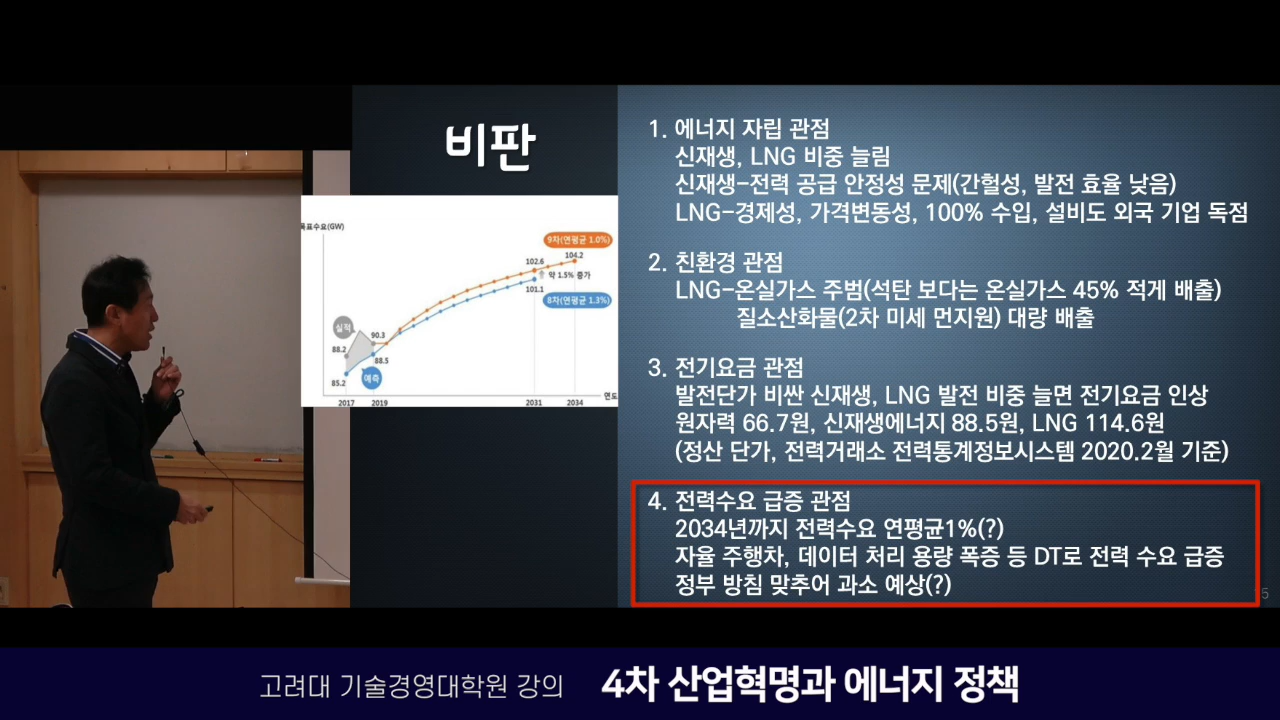 비판
목표수요(GW)
9차(연평균 1.0%)
102.6
104.2
약 1.5% 증가
101.1
8차(연평균 1.3%)
실적
90.3
88.2
88.5
예측
85.2
2017
2019
2031
2034
연도
1. 에너지 자립 관점
신재생, LNG 비중 늘림
신재생-전력 공급 안정성 문제(간헐성, 발전 효율 낮음)
LNG-경제성, 가격변동성, 100% 수입, 설비도 외국 기업 독점
2. 친환경 관점
LNG-온실가스 주범(석탄 보다는 온실가스 45% 적게 배출)
질소산화물(2차 미세 먼지원) 대량 배출
3. 전기요금 관점
발전단가 비싼 신재생, LNG 발전 비중 늘면 전기요금 인상
원자력 66.7원, 신재생에너지 88.5원, LNG 114.6원
(정산 단가, 전력거래소 전력통계정보시스템 2020.2월 기준)
4. 전력수요 급증 관점
2034년까지 전력수요 연평균1%(?)
자율 주행차, 데이터 처리 용량 폭증 등 DT로 전력 수요 급증
정부 방침 맞추어 과소 예상(?)
고려대 기술경영대학원 강의 4차 산업혁명과 에너지 정책